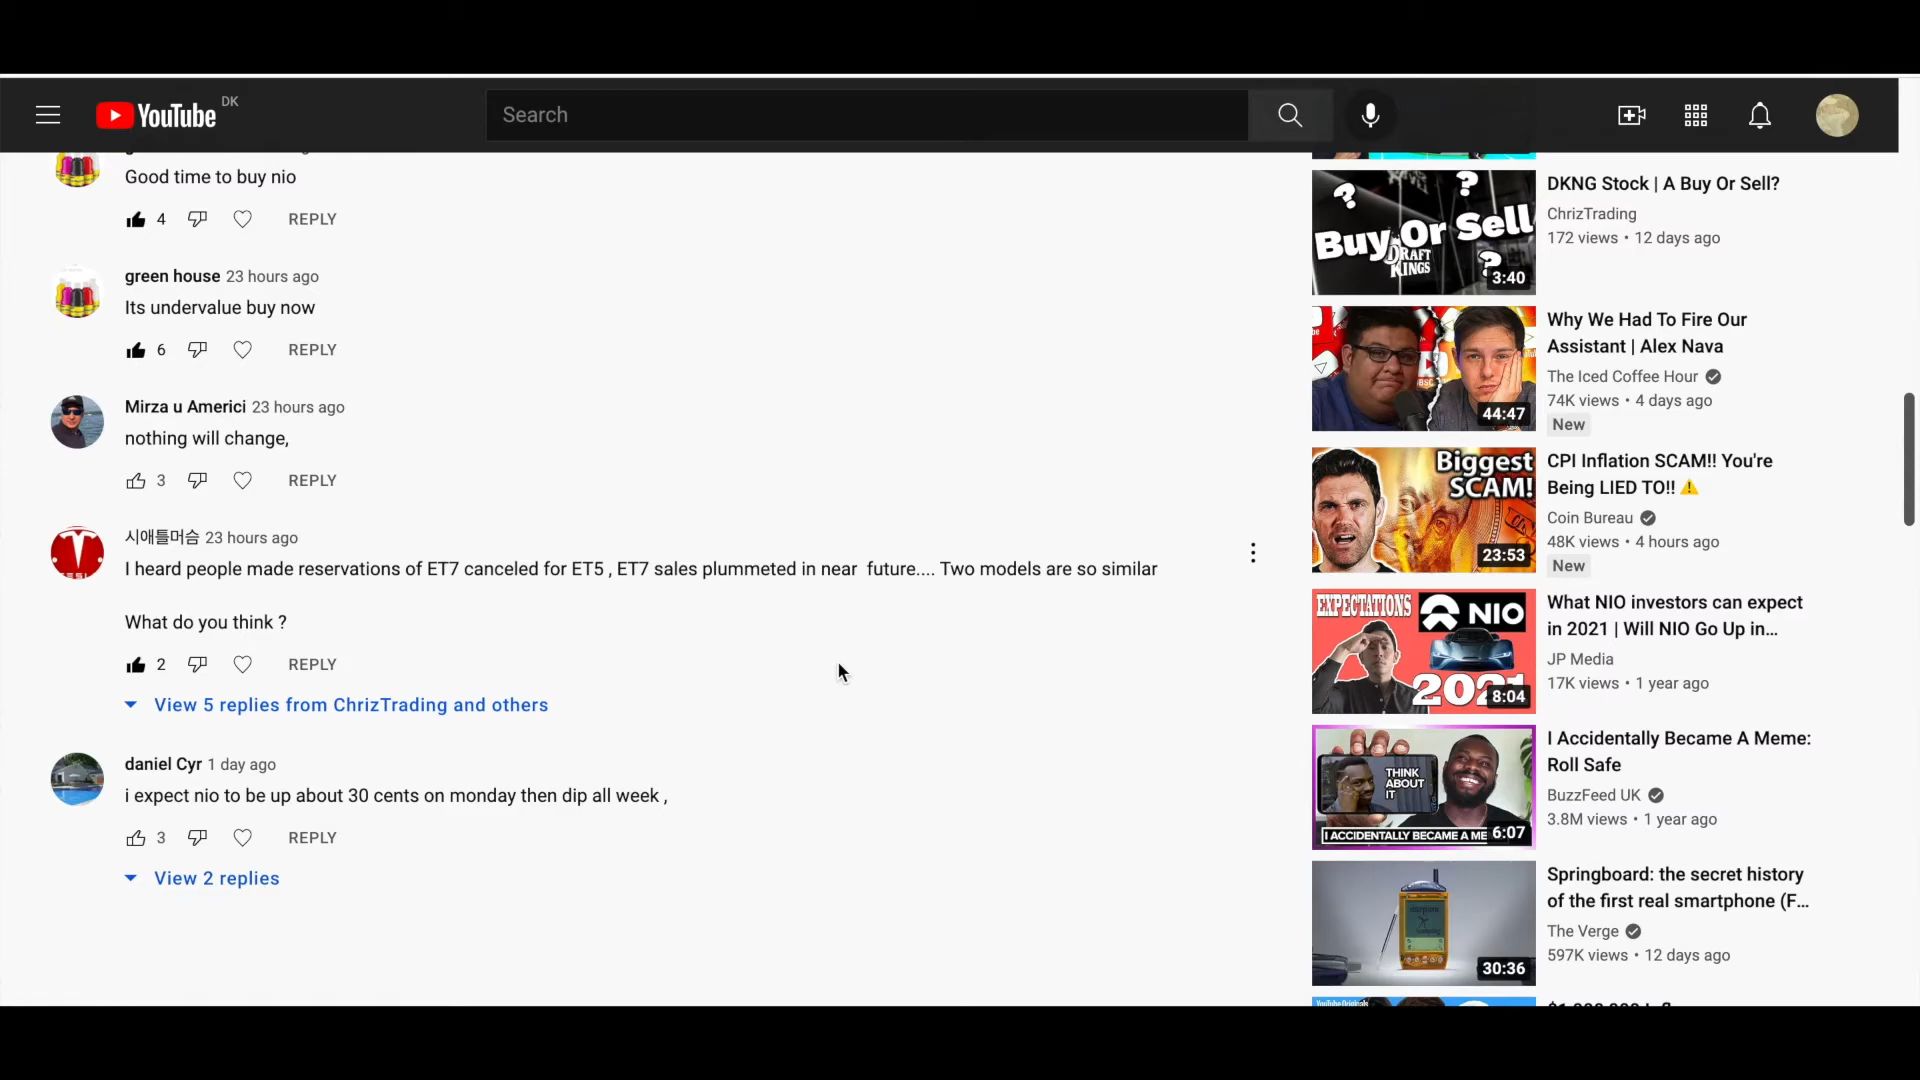 YouTube DK
Search
Good time to buy nio
4 REPLY
green house 23 hours ago
Its undervalue buy now
6 REPLY
Mirza u Americi 23 hours ago
nothing will change,
3 REPLY
시애틀머슴 23 hours ago
I heard people made reservations of ET7 canceled for ET5 , ET7 sales plummeted in near future.... Two models are so similar
What do you think ?
2 REPLY
View 5 replies from ChrizTrading and others
daniel Cyr 1 day ago
i expect nio to be up about 30 cents on monday then dip all week ,
3 REPLY
View 2 replies
Buy Or Sell
DRAFT
KINGS
3:40
DKNG Stock | A Buy Or Sell?
ChrizTrading
172 views • 12 days ago
44:47
Why We Had To Fire Our
Assistant | Alex Nava
The Iced Coffee Hour
74K views • 4 days ago
New
Biggest
SCAM!
23:53
CPI Inflation SCAM!! You're
Being LIED TO!! ⚠️
Coin Bureau
48K views • 4 hours ago
New
EXPECTATIONS
NIO
2021
8:04
What NIO investors can expect
in 2021 | Will NIO Go Up in...
JP Media
17K views • 1 year ago
THINK
ABOUT
IT
I ACCIDENTALLY BECAME A ME
6:07
I Accidentally Became A Meme:
Roll Safe
BuzzFeed UK
3.8M views • 1 year ago
30:36
Springboard: the secret history
of the first real smartphone (F...
The Verge
597K views • 12 days ago
YouTube Originals